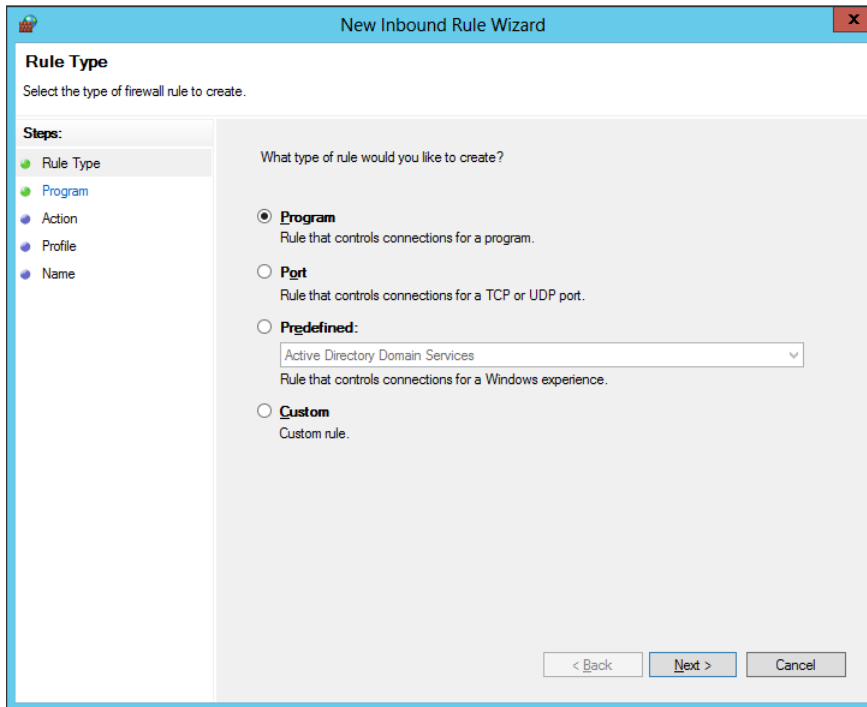 New Inbound Rule Wizard
x
Rule Type
Select the type of firewall rule to create.
Steps:
Rule Type
Program
Action
Profile
Name
What type of rule would you like to create?
Program
Rule that controls connections for a program.
Port
Rule that controls connections for a TCP or UDP port.
Predefined:
Active Directory Domain Services
Rule that controls connections for a Windows experience.
Custom
Custom rule.
< Back
Next >
Cancel